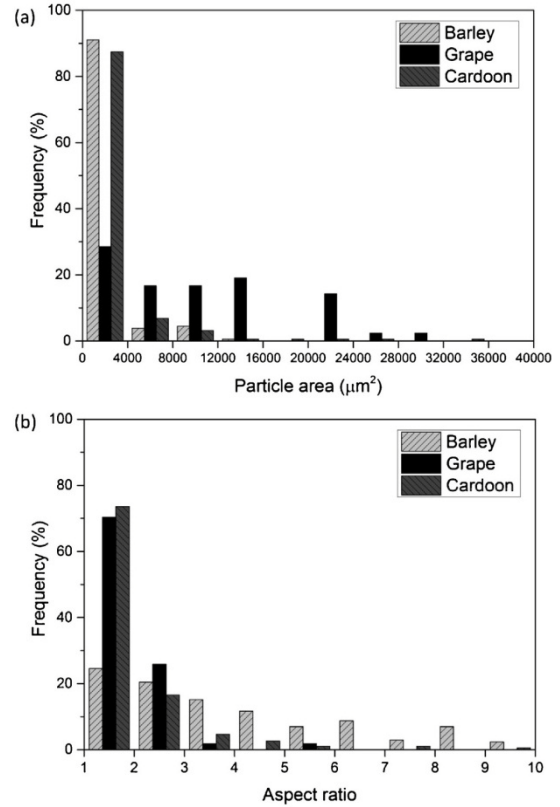 (a)
100
80
60
40
20
0
Frequency (%)
Barley
Grape
Cardoon
0 4000 8000 12000 16000 20000 24000 28000 32000 36000 40000
Particle area (μm²)
(b)
100
80
60
40
20
0
Frequency (%)
Barley
Grape
Cardoon
1 2 3 4 5 6 7 8 9 10
Aspect ratio